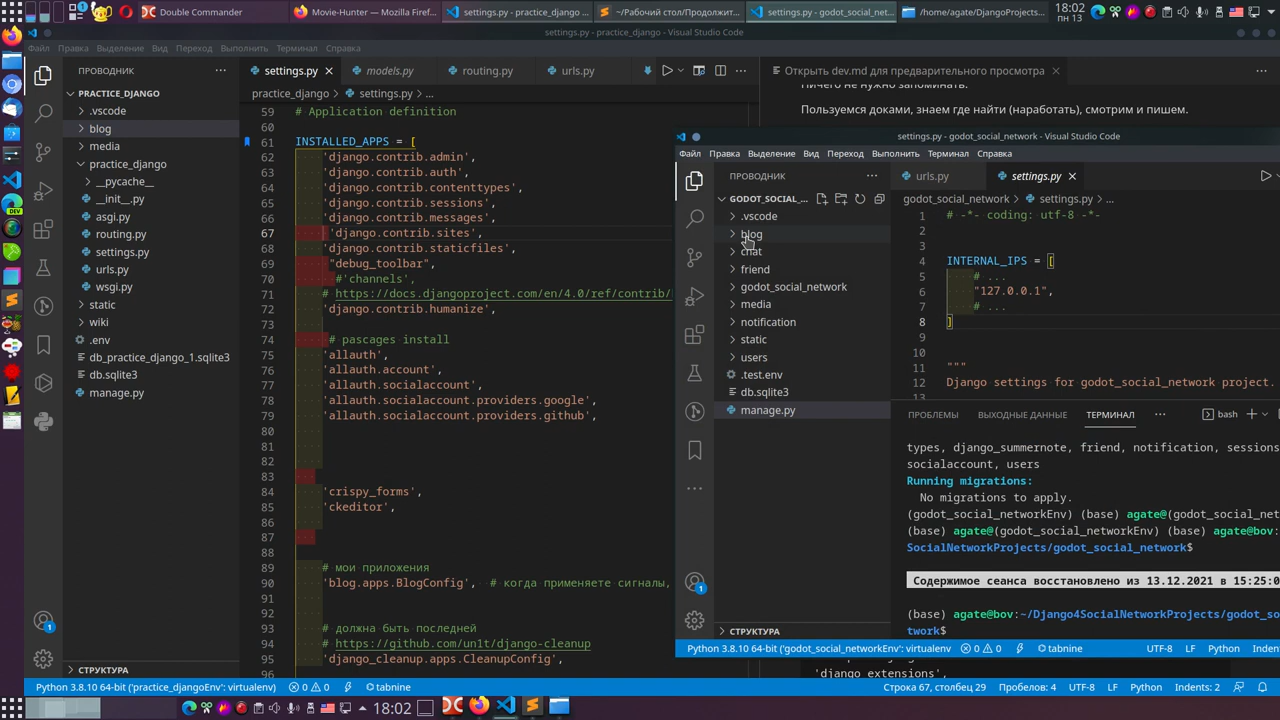 18:02
пн 13
Double Commander
Movie-Hunter — Mozilla Firef...
settings.py - practice_django ...
~/Рабочий стол/Продолжит...
settings.py - godot_social_net...
/home/agate/DjangoProjects...
18:02
пн 13
settings.py - practice_django - Visual Studio Code
Файл Правка Выделение Вид Переход Выполнить Терминал Справка
ПРОВОДНИК
PRACTICE_DJANGO
.vscode
blog
media
practice_django
__pycache__
__init__.py
asgi.py
routing.py
settings.py
urls.py
wsgi.py
static
wiki
.env
db_practice_django_1.sqlite3
db.sqlite3
manage.py
СТРУКТУРА
settings.py models.py routing.py urls.py
practice_django > settings.py > ...
59 # Application definition
60
61 INSTALLED_APPS = [
62 'django.contrib.admin',
63 'django.contrib.auth',
64 'django.contrib.contenttypes',
65 'django.contrib.sessions',
66 'django.contrib.messages',
67 'django.contrib.sites',
68 'django.contrib.staticfiles',
69 "debug_toolbar",
70 #'channels',
71 # https://docs.djangoproject.com/en/4.0/ref/contrib/
72 'django.contrib.humanize',
73
74 # pascages install
75 'allauth',
76 'allauth.account',
77 'allauth.socialaccount',
78 'allauth.socialaccount.providers.google',
79 'allauth.socialaccount.providers.github',
80
81
82
83
84 'crispy_forms',
85 'ckeditor',
86
87
88
89 # мои приложения
90 'blog.apps.BlogConfig', # когда применяете сигналы,
91
92
93 # должна быть последней
94 # https://github.com/un1t/django-cleanup
95 'django_cleanup.apps.CleanupConfig',
Открыть dev.md для предварительного просмотра
Ничего не нужно запоминать.
Пользуемся доками, знаем где найти (наработать), смотрим и пишем.
settings.py - godot_social_network - Visual Studio Code
Файл Правка Выделение Вид Переход Выполнить Терминал Справка
ПРОВОДНИК
GODOT_SOCIAL_...
.vscode
blog
chat
friend
godot_social_network
media
notification
static
users
.test.env
db.sqlite3
manage.py
СТРУКТУРА
urls.py settings.py
godot_social_network > settings.py > ...
1 # -*- coding: utf-8 -*-
2
3
4 INTERNAL_IPS = [
5 # ...
6 "127.0.0.1",
7 # ...
8 ]
9
10
11 """
12 Django settings for godot_social_network project.
13
ПРОБЛЕМЫ ВЫХОДНЫЕ ДАННЫЕ ТЕРМИНАЛ ... bash
types, django_summernote, friend, notification, sessions
socialaccount, users
Running migrations:
No migrations to apply.
(godot_social_networkEnv) (base) agate@(godot_social_net
(base) agate@(godot_social_networkEnv) (base) agate@bov:
SocialNetworkProjects/godot_social_network$
Содержимое сеанса восстановлено из 13.12.2021 в 15:25:0
(base) agate@bov:~/Django4SocialNetworkProjects/godot_so
twork$
Python 3.8.10 64-bit ('godot_social_networkEnv': virtualenv) 0 0 tabnine UTF-8 LF Python Inden
'django_extensions',
Python 3.8.10 64-bit ('practice_djangoEnv': virtualenv) 0 0 tabnine Строка 67, столбец 29 Пробелов: 4 UTF-8 LF Python Indents: 2
18:02